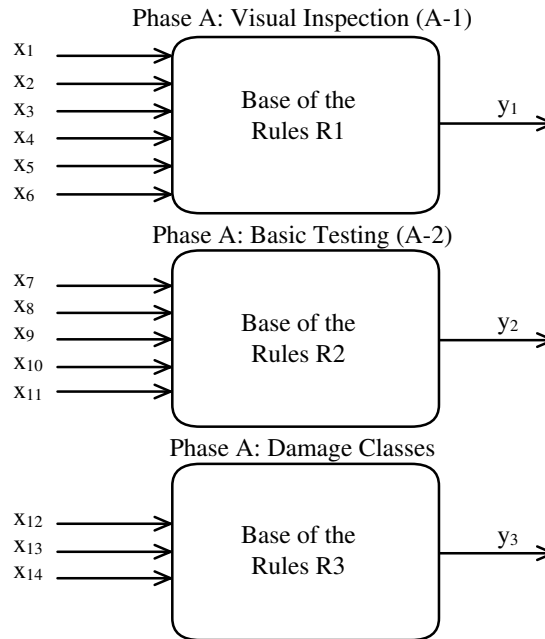 Phase A: Visual Inspection (A-1)
x1
x2
x3
x4
x5
x6
Base of the
Rules R1
y1
Phase A: Basic Testing (A-2)
x7
x8
x9
x10
x11
Base of the
Rules R2
y2
Phase A: Damage Classes
x12
x13
x14
Base of the
Rules R3
y3